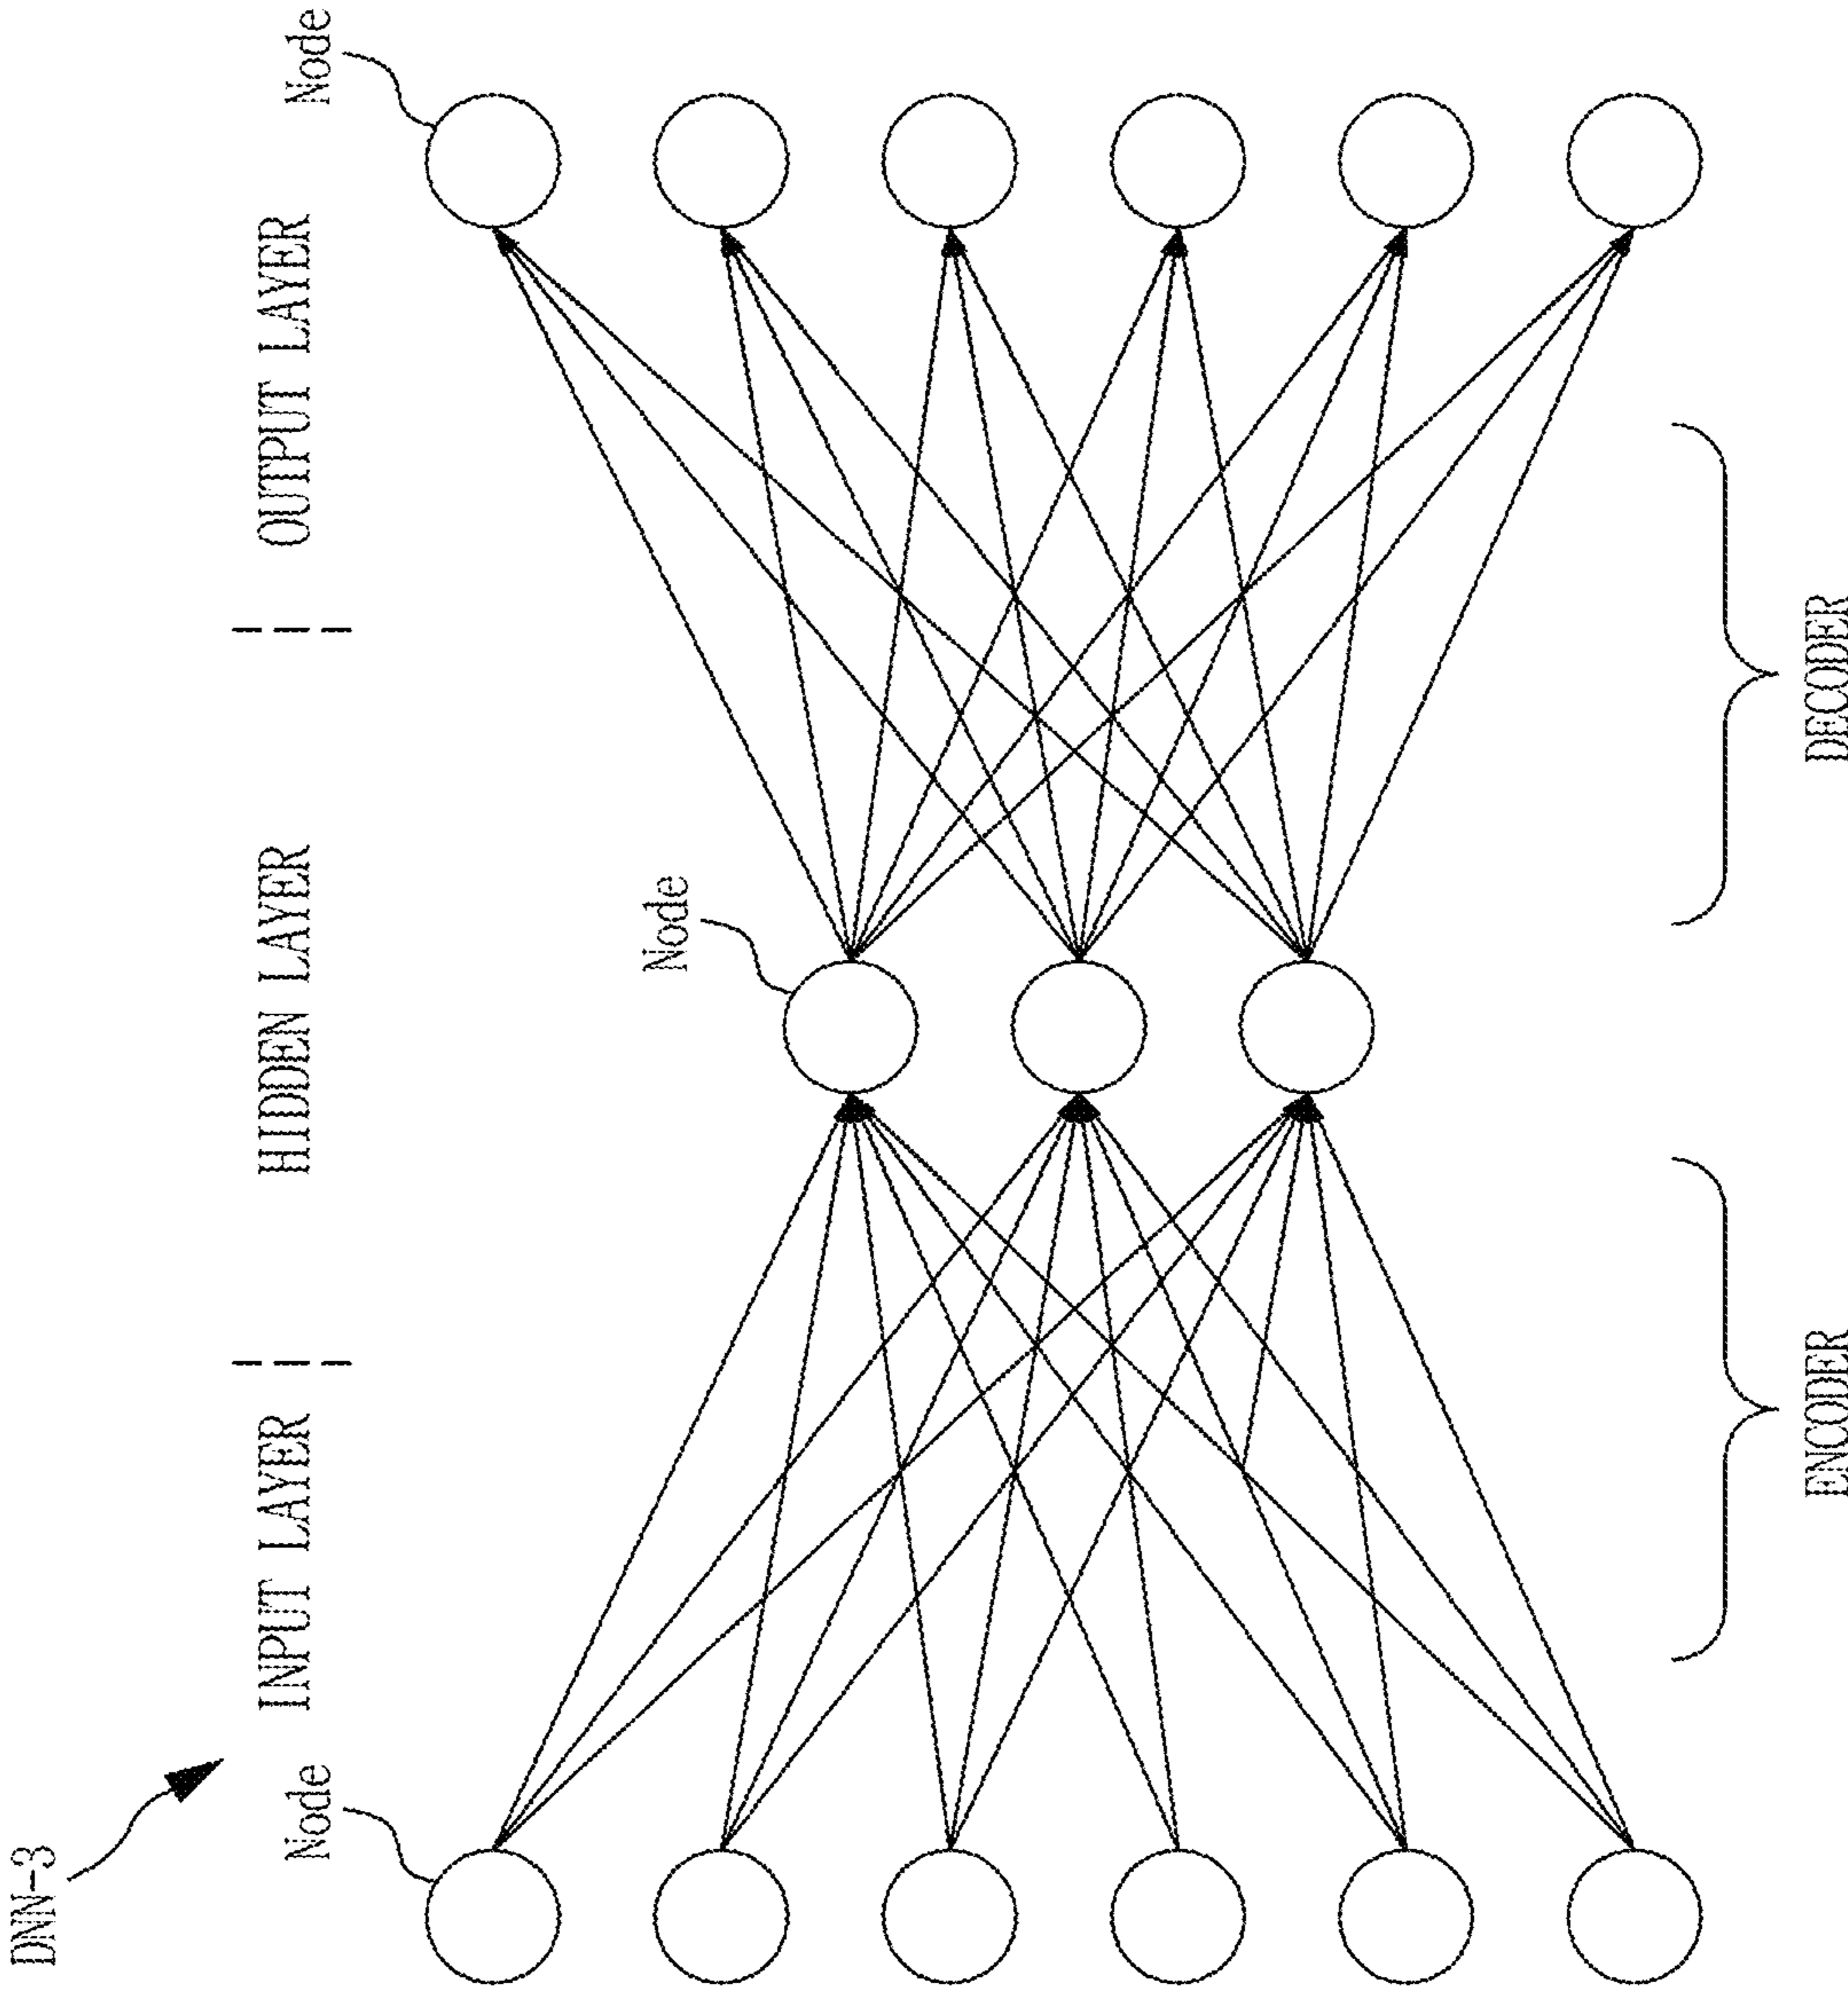 DNN-3
INPUT LAYER
HIDDEN LAYER
OUTPUT LAYER
Node
Node
Node
ENCODER
DECODER